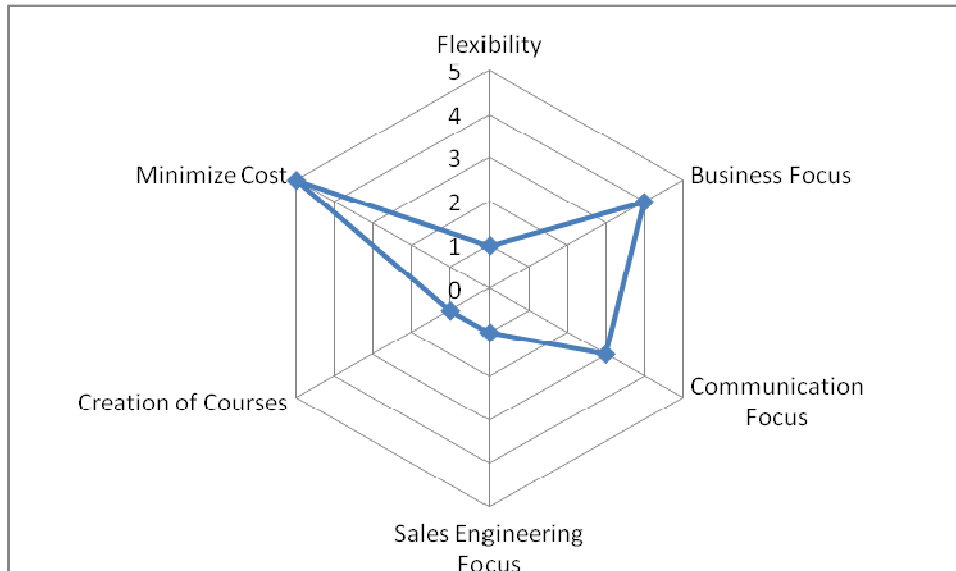 Flexibility
5
4
3
2
1
0
Business Focus
Communication
Focus
Sales Engineering
Focus
Creation of Courses
Minimize Cost